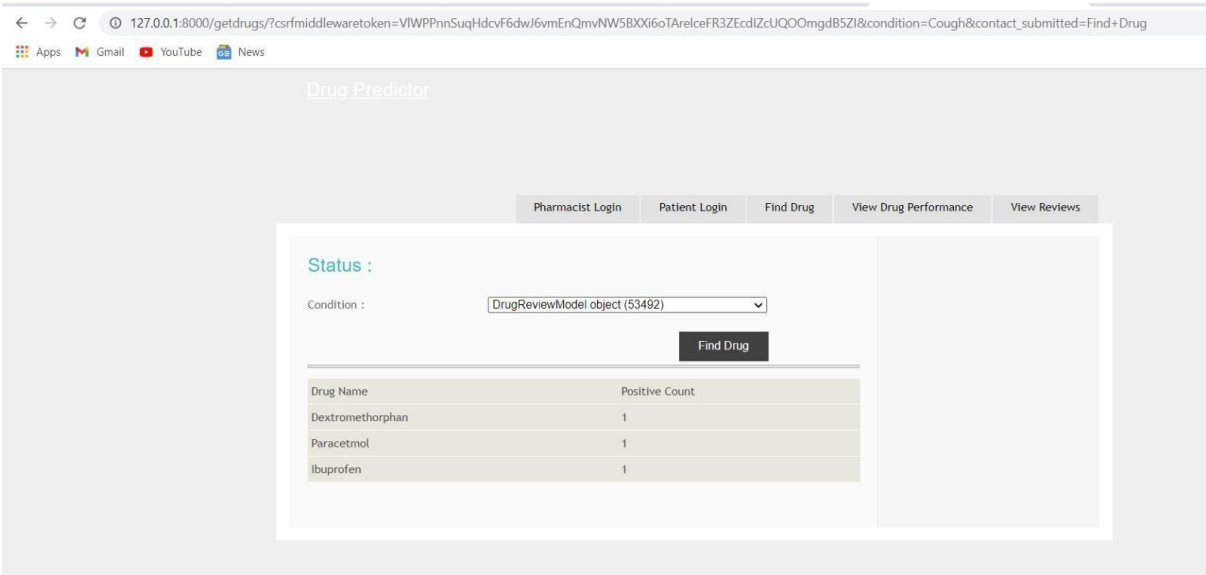 127.0.0.1:8000/getdrugs/?csrfmiddlewaretoken=VlWPPnnSuqHdcvF6dwJ6vmEnQmvNW5BXXi6oTArelceFR3ZEcdIZcUQOOmgdB5ZI&condition=Cough&contact_submitted=Find+Drug
Apps Gmail YouTube News
Drug Predictor
Pharmacist Login Patient Login Find Drug View Drug Performance View Reviews
Status :
Condition : DrugReviewModel object (53492)
Find Drug
Drug Name Positive Count
Dextromethorphan 1
Paracetmol 1
Ibuprofen 1